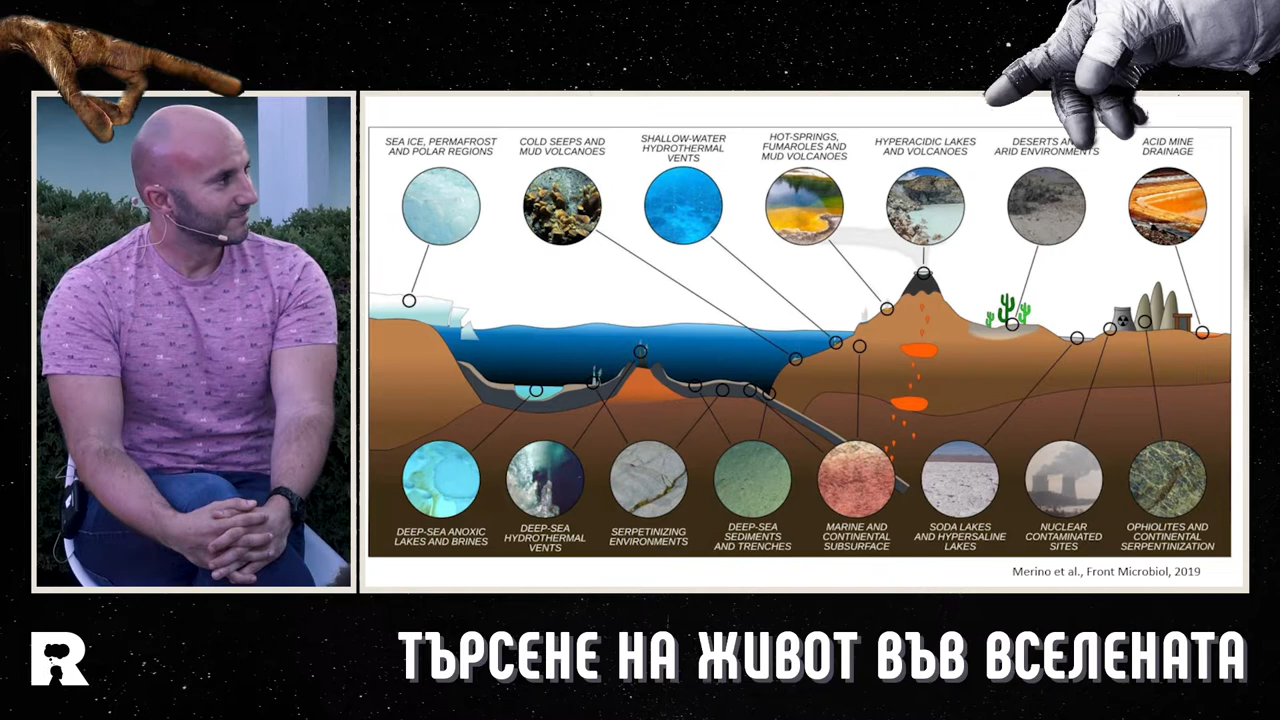 SEA ICE, PERMAFROST
AND POLAR REGIONS
COLD SEEPS AND
MUD VOLCANOES
SHALLOW-WATER
HYDROTHERMAL
VENTS
HOT-SPRINGS,
FUMAROLES AND
MUD VOLCANOES
HYPERACIDIC LAKES
AND VOLCANOES
DESERTS AN
ARID ENVIRONMENTS
ACID MINE
DRAINAGE
DEEP-SEA ANOXIC
LAKES AND BRINES
DEEP-SEA
HYDROTHERMAL
VENTS
SERPETINIZING
ENVIRONMENTS
DEEP-SEA
SEDIMENTS
AND TRENCHES
MARINE AND
CONTINENTAL
SUBSURFACE
SODA LAKES
AND HYPERSALINE
LAKES
NUCLEAR
CONTAMINATED
SITES
OPHIOLITES AND
CONTINENTAL
SERPENTINIZATION
Merino et al., Front Microbiol, 2019
R
ТЪРСЕНЕ НА ЖИВОТ ВЪВ ВСЕЛЕНАТА